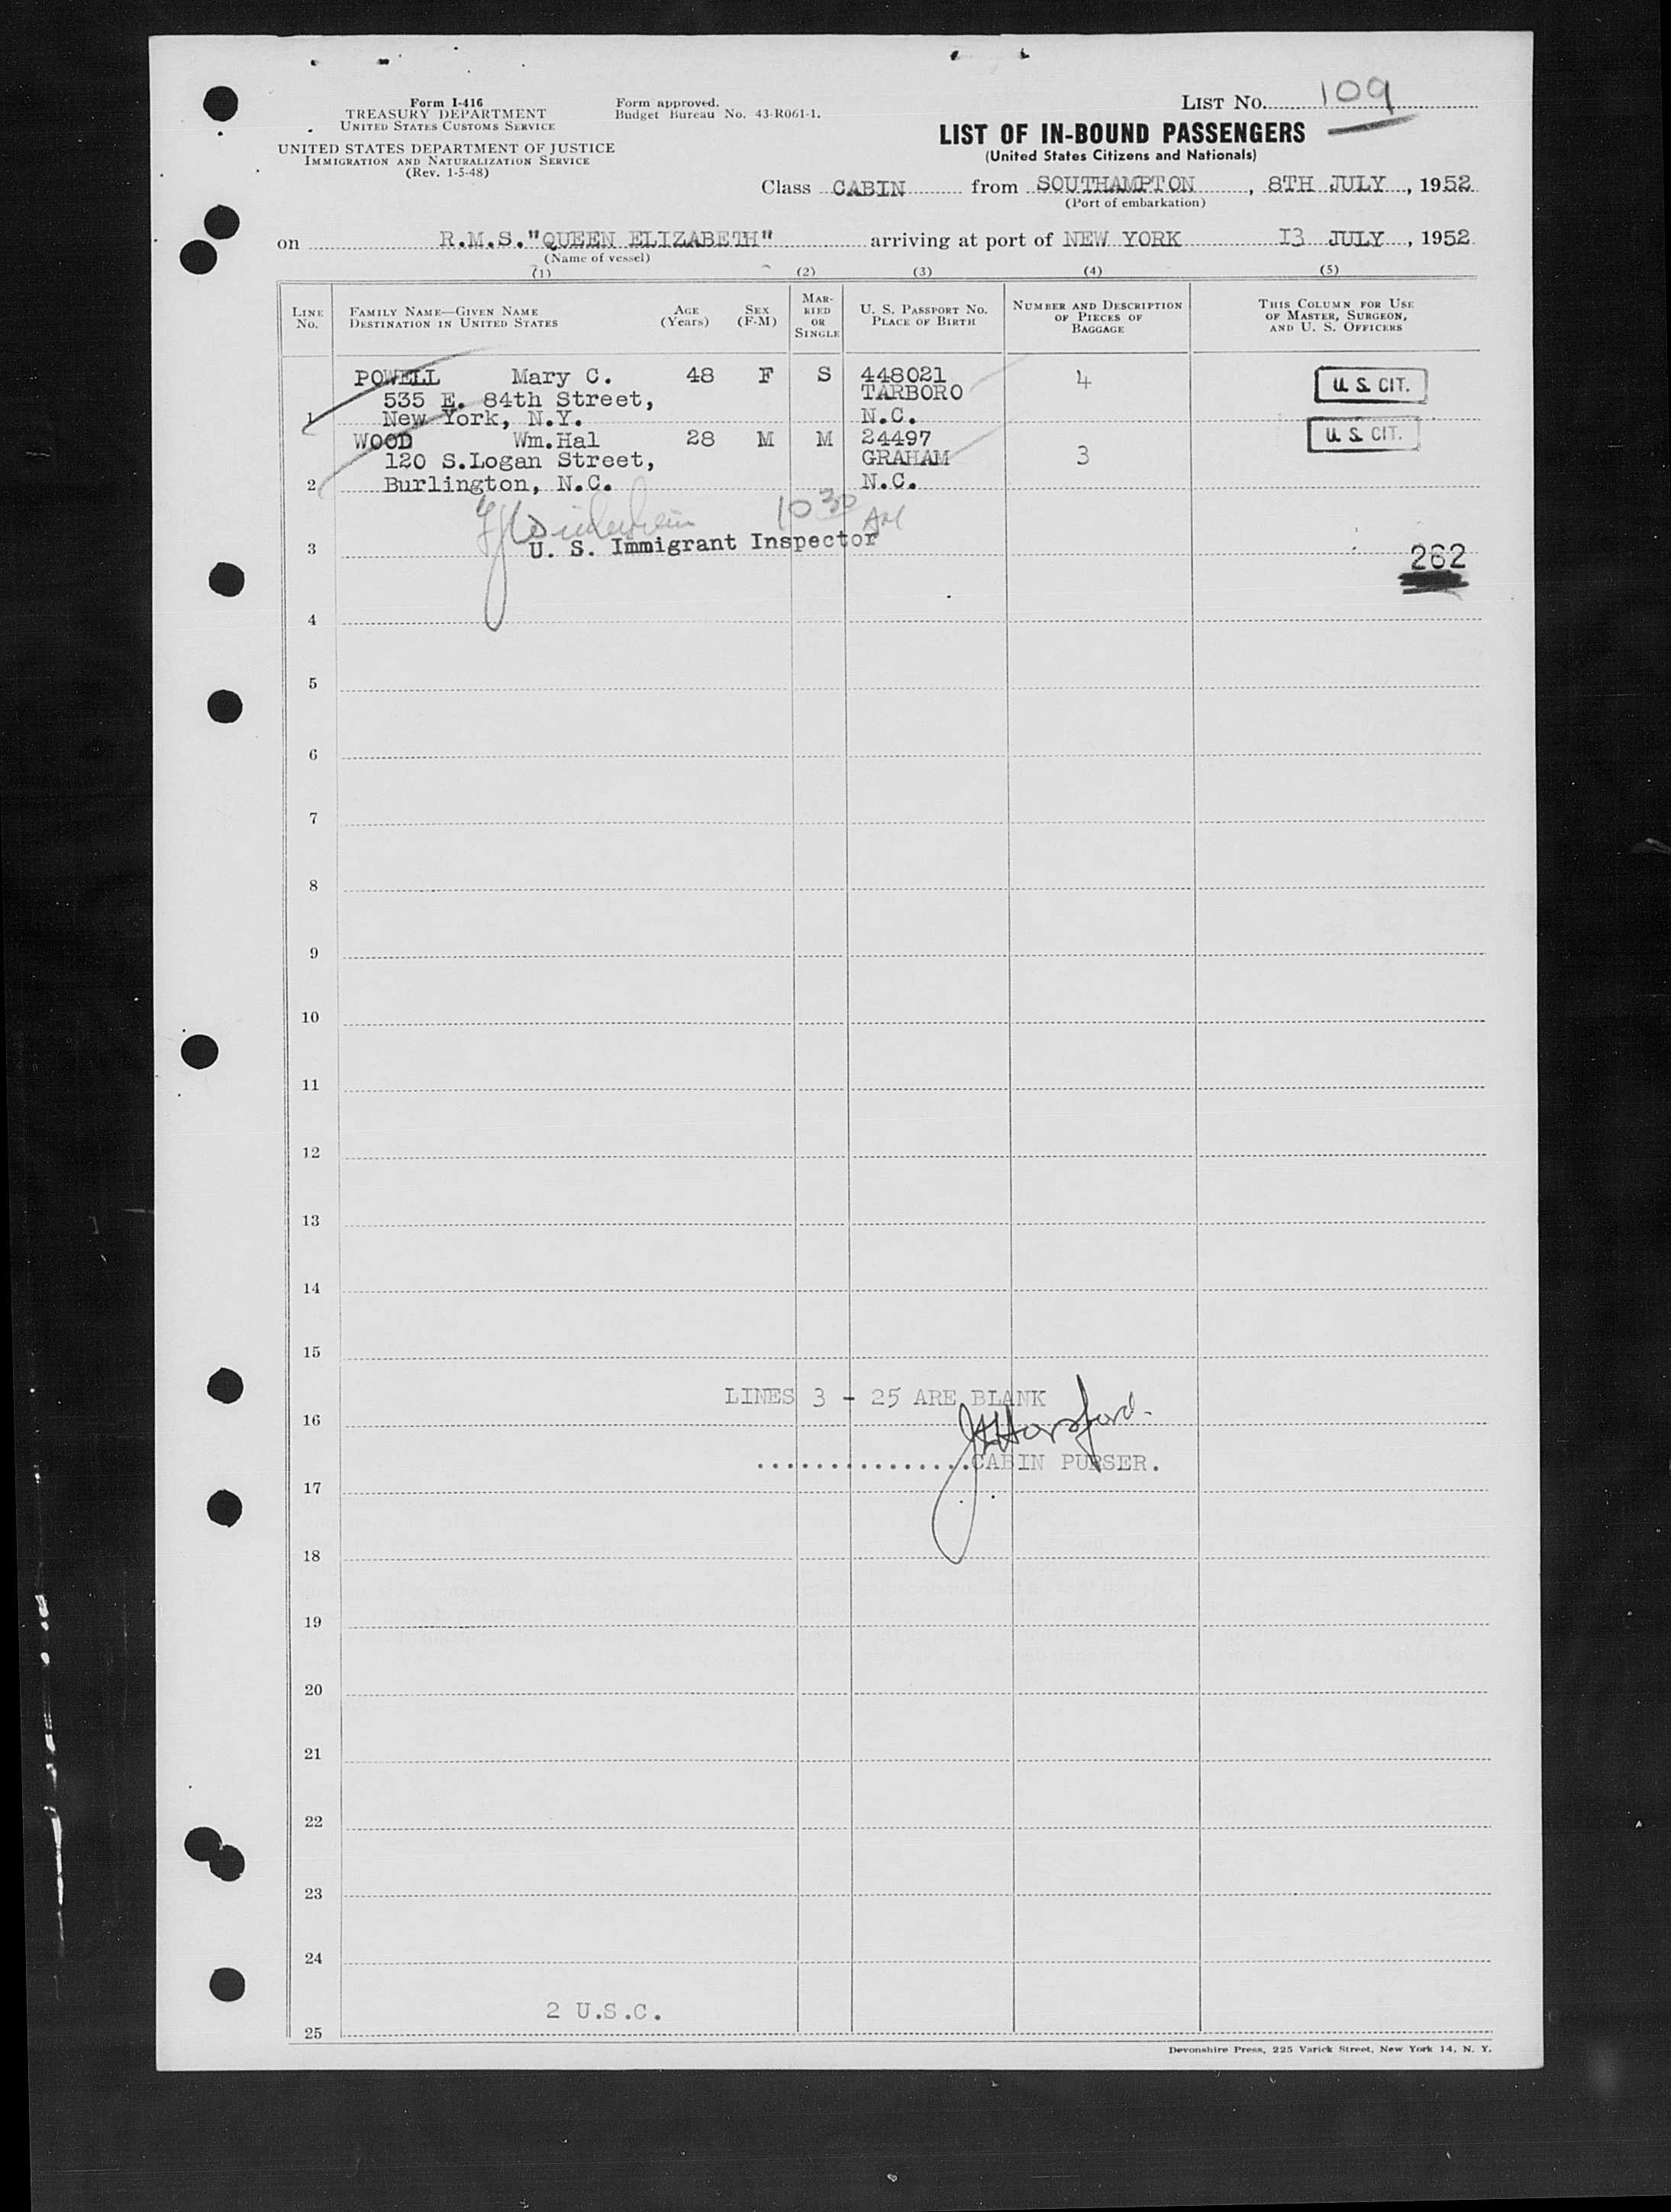 Form I-416
TREASURY DEPARTMENT
UNITED STATES CUSTOMS SERVICE
UNITED STATES DEPARTMENT OF JUSTICE
IMMIGRATION AND NATURALIZATION SERVICE
(Rev. 1-5-48)
Form approved.
Budget Bureau No. 43-R061-1.
LIST No. 109
LIST OF IN-BOUND PASSENGERS
(United States Citizens and Nationals)
Class CABIN from SOUTHAMPTON, 8TH JULY, 1952
(Port of embarkation)
on R.M.S."QUEEN ELIZABETH" arriving at port of NEW YORK 13 JULY, 1952
(Name of vessel)
(1) (2) (3) (4) (5)
LINE No. FAMILY NAME—GIVEN NAME DESTINATION IN UNITED STATES AGE (Years) SEX (F-M) MARRIED OR SINGLE U. S. PASSPORT No. PLACE OF BIRTH NUMBER AND DESCRIPTION OF PIECES OF BAGGAGE THIS COLUMN FOR USE OF MASTER, SURGEON, AND U. S. OFFICERS
POWELL Mary C. 48 F S 448021 4 U. S. CIT.
535 E. 84th Street, TARBORO
1 New York, N.Y. N.C.
WOOD Wm.Hal 28 M M 24497 U. S. CIT.
120 S.Logan Street, GRAHAM 3
2 Burlington, N.C. N.C.
10 30 AM
3 U. S. Immigrant Inspector 262
4
5
6
7
8
9
10
11
12
13
14
15
LINES 3 - 25 ARE BLANK
16
Horsford.
...............CABIN PURSER.
17
18
19
20
21
22
23
24
2 U.S.C.
25
Devonshire Press, 225 Varick Street, New York 14, N. Y.